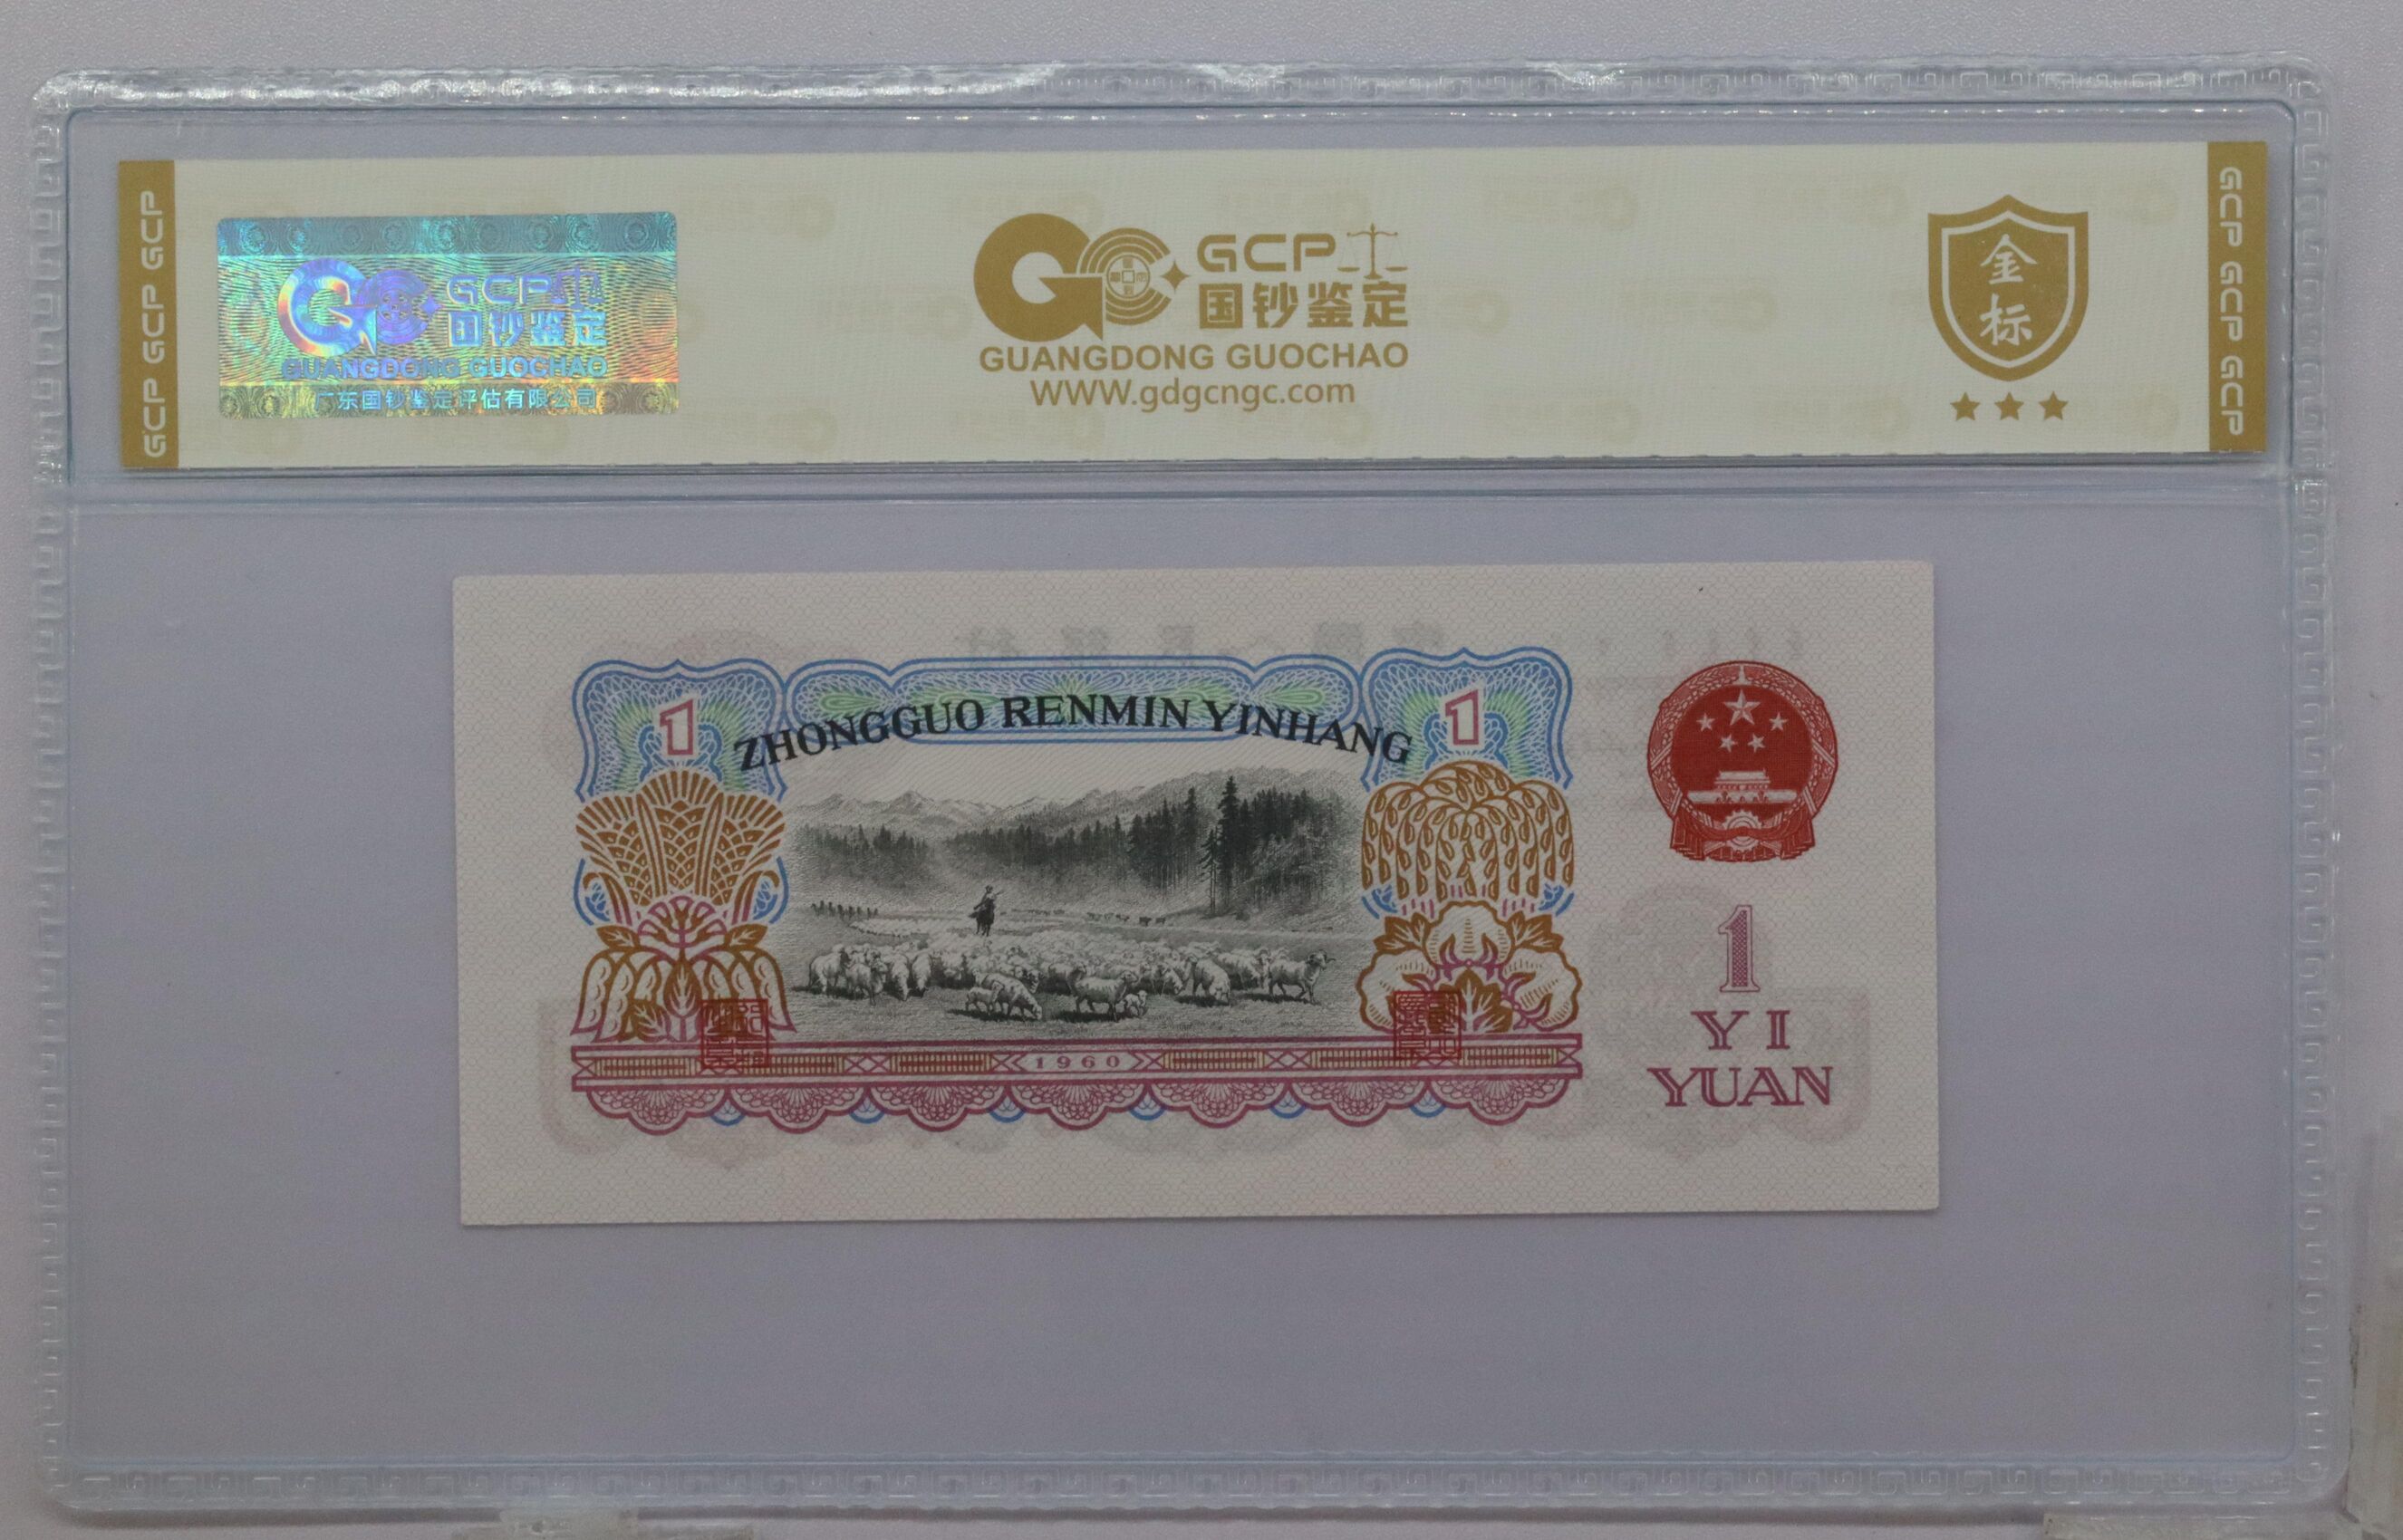 GCP GCP GCP
GCP
国钞鉴定
GUANGDONG GUOCHAO
广东国钞鉴定评估有限公司
GCP
国钞鉴定
GUANGDONG GUOCHAO
WWW.gdgcngc.com
金
标
GCP GCP GCP
1
ZHONGGUO RENMIN YINHANG
1
1
YI
YUAN
1960